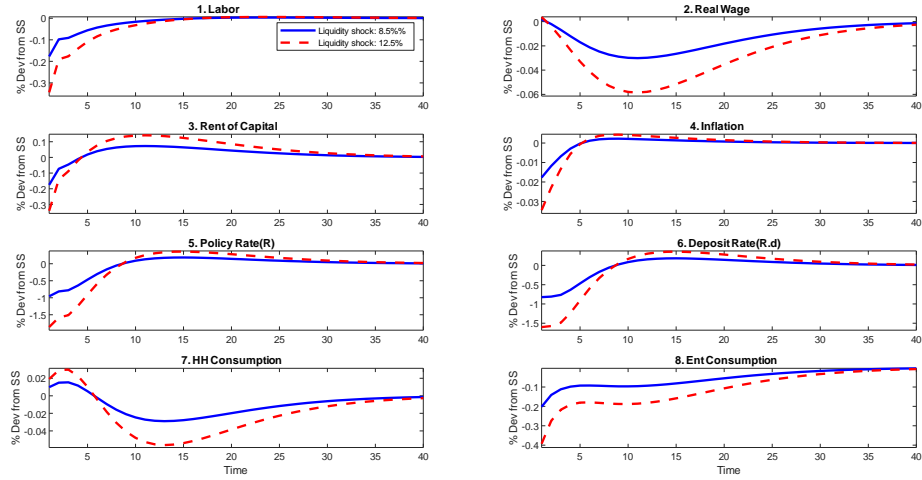 1. Labor
% Dev from SS
0
-0.1
-0.2
-0.3
5 10 15 20 25 30 35 40
Liquidity shock: 8.5%%
Liquidity shock: 12.5%
2. Real Wage
% Dev from SS
0
-0.02
-0.04
-0.06
5 10 15 20 25 30 35 40
3. Rent of Capital
% Dev from SS
0.1
0
-0.1
-0.2
-0.3
5 10 15 20 25 30 35 40
4. Inflation
% Dev from SS
0
-0.01
-0.02
-0.03
5 10 15 20 25 30 35 40
5. Policy Rate(R)
% Dev from SS
0
-0.5
-1
-1.5
5 10 15 20 25 30 35 40
6. Deposit Rate(R.d)
% Dev from SS
0
-0.5
-1
-1.5
5 10 15 20 25 30 35 40
7. HH Consumption
% Dev from SS
0.02
0
-0.02
-0.04
5 10 15 20 25 30 35 40
Time
8. Ent Consumption
% Dev from SS
-0.1
-0.2
-0.3
-0.4
5 10 15 20 25 30 35 40
Time